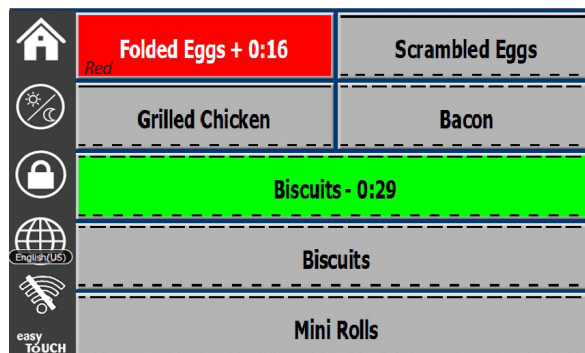 Folded Eggs + 0:16
Red
Scrambled Eggs
Grilled Chicken
Bacon
Biscuits - 0:29
English(US)
Biscuits
Mini Rolls
easy
TOUCH